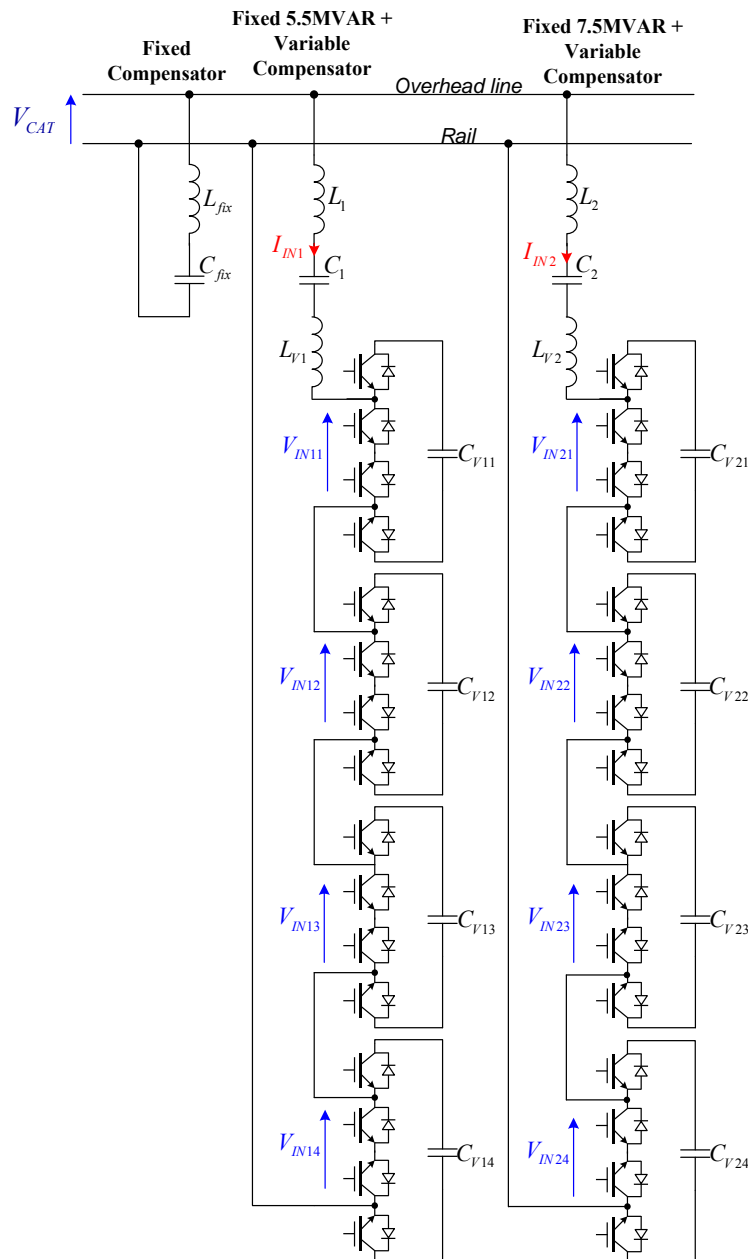 Fixed
Compensator
Fixed 5.5MVAR +
Variable
Compensator
Fixed 7.5MVAR +
Variable
Compensator
Overhead line
V_CAT
Rail
L_fix
C_fix
L_1
I_IN1
C_1
L_V1
L_2
I_IN2
C_2
L_V2
V_IN11
C_V11
V_IN21
C_V21
V_IN12
C_V12
V_IN22
C_V22
V_IN13
C_V13
V_IN23
C_V23
V_IN14
C_V14
V_IN24
C_V24